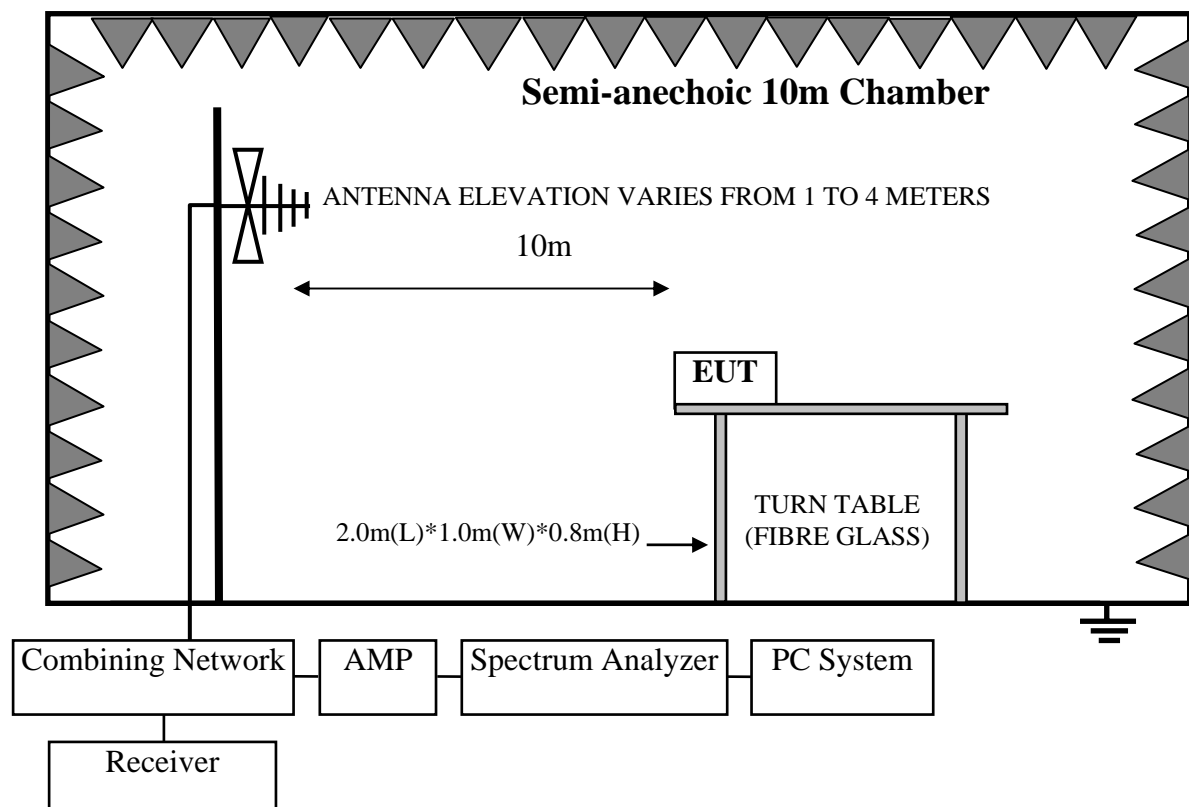 Semi-anechoic 10m Chamber
ANTENNA ELEVATION VARIES FROM 1 TO 4 METERS
10m
EUT
2.0m(L)*1.0m(W)*0.8m(H)
TURN TABLE
(FIBRE GLASS)
Combining Network
AMP
Spectrum Analyzer
PC System
Receiver